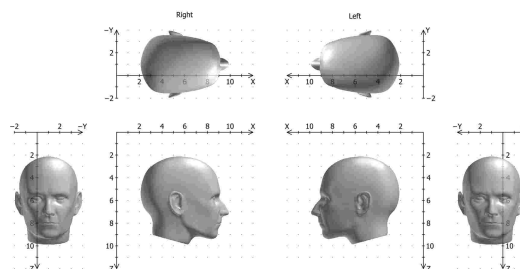 Right Left
−Y −Y
2 2
2 4 6 8 10 X X 10 8 6 4 2
−2 −2
−2 2 −Y 2 4 6 8 10 X X 10 8 6 4 2 2 −Y
2 2 2 2
4 4 4 4
6 6 6 6
8 8 8 8
10 10 10 10
Z Z Z Z